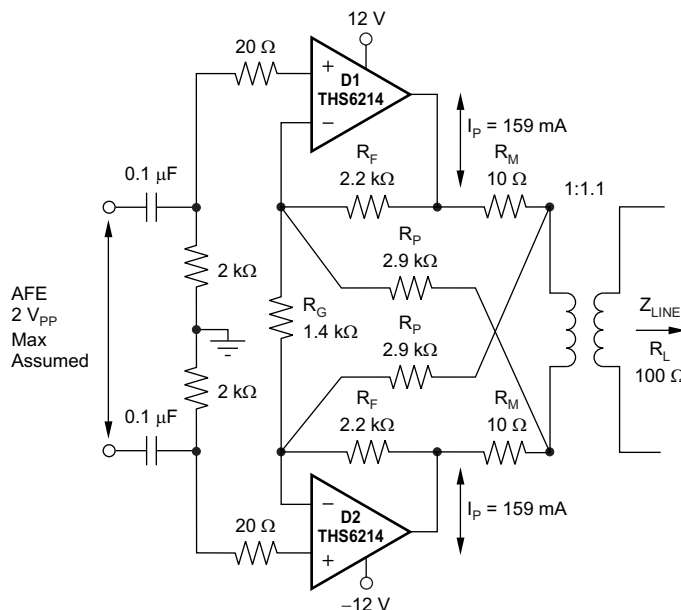 12 V
20 Ω
+
D1
THS6214
−
I_P = 159 mA
R_F
2.2 kΩ
R_M
10 Ω
1:1.1
0.1 μF
2 kΩ
R_P
2.9 kΩ
AFE
2 V_PP
Max
Assumed
R_G
1.4 kΩ
R_P
2.9 kΩ
Z_LINE
R_L
100 Ω
2 kΩ
0.1 μF
R_F
2.2 kΩ
R_M
10 Ω
−
D2
THS6214
+
I_P = 159 mA
20 Ω
−12 V